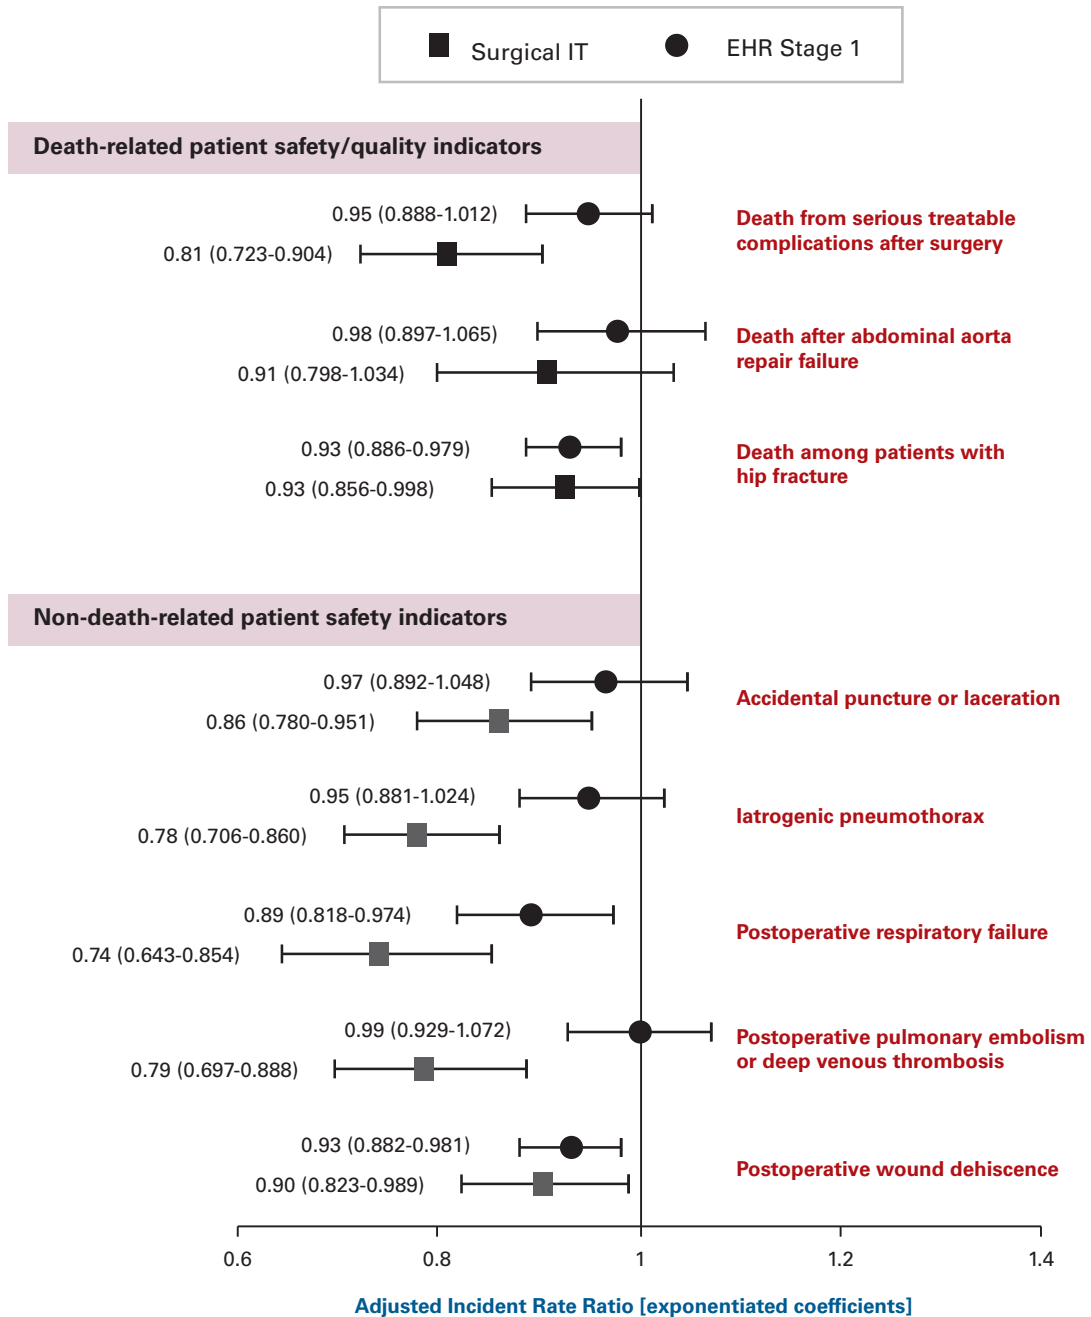 Surgical IT
EHR Stage 1
Death-related patient safety/quality indicators
0.95 (0.888-1.012)
0.81 (0.723-0.904)
Death from serious treatable
complications after surgery
0.98 (0.897-1.065)
0.91 (0.798-1.034)
Death after abdominal aorta
repair failure
0.93 (0.886-0.979)
0.93 (0.856-0.998)
Death among patients with
hip fracture
Non-death-related patient safety indicators
0.97 (0.892-1.048)
0.86 (0.780-0.951)
Accidental puncture or laceration
0.95 (0.881-1.024)
0.78 (0.706-0.860)
Iatrogenic pneumothorax
0.89 (0.818-0.974)
0.74 (0.643-0.854)
Postoperative respiratory failure
0.99 (0.929-1.072)
0.79 (0.697-0.888)
Postoperative pulmonary embolism
or deep venous thrombosis
0.93 (0.882-0.981)
0.90 (0.823-0.989)
Postoperative wound dehiscence
0.6
0.8
1
1.2
1.4
Adjusted Incident Rate Ratio [exponentiated coefficients]